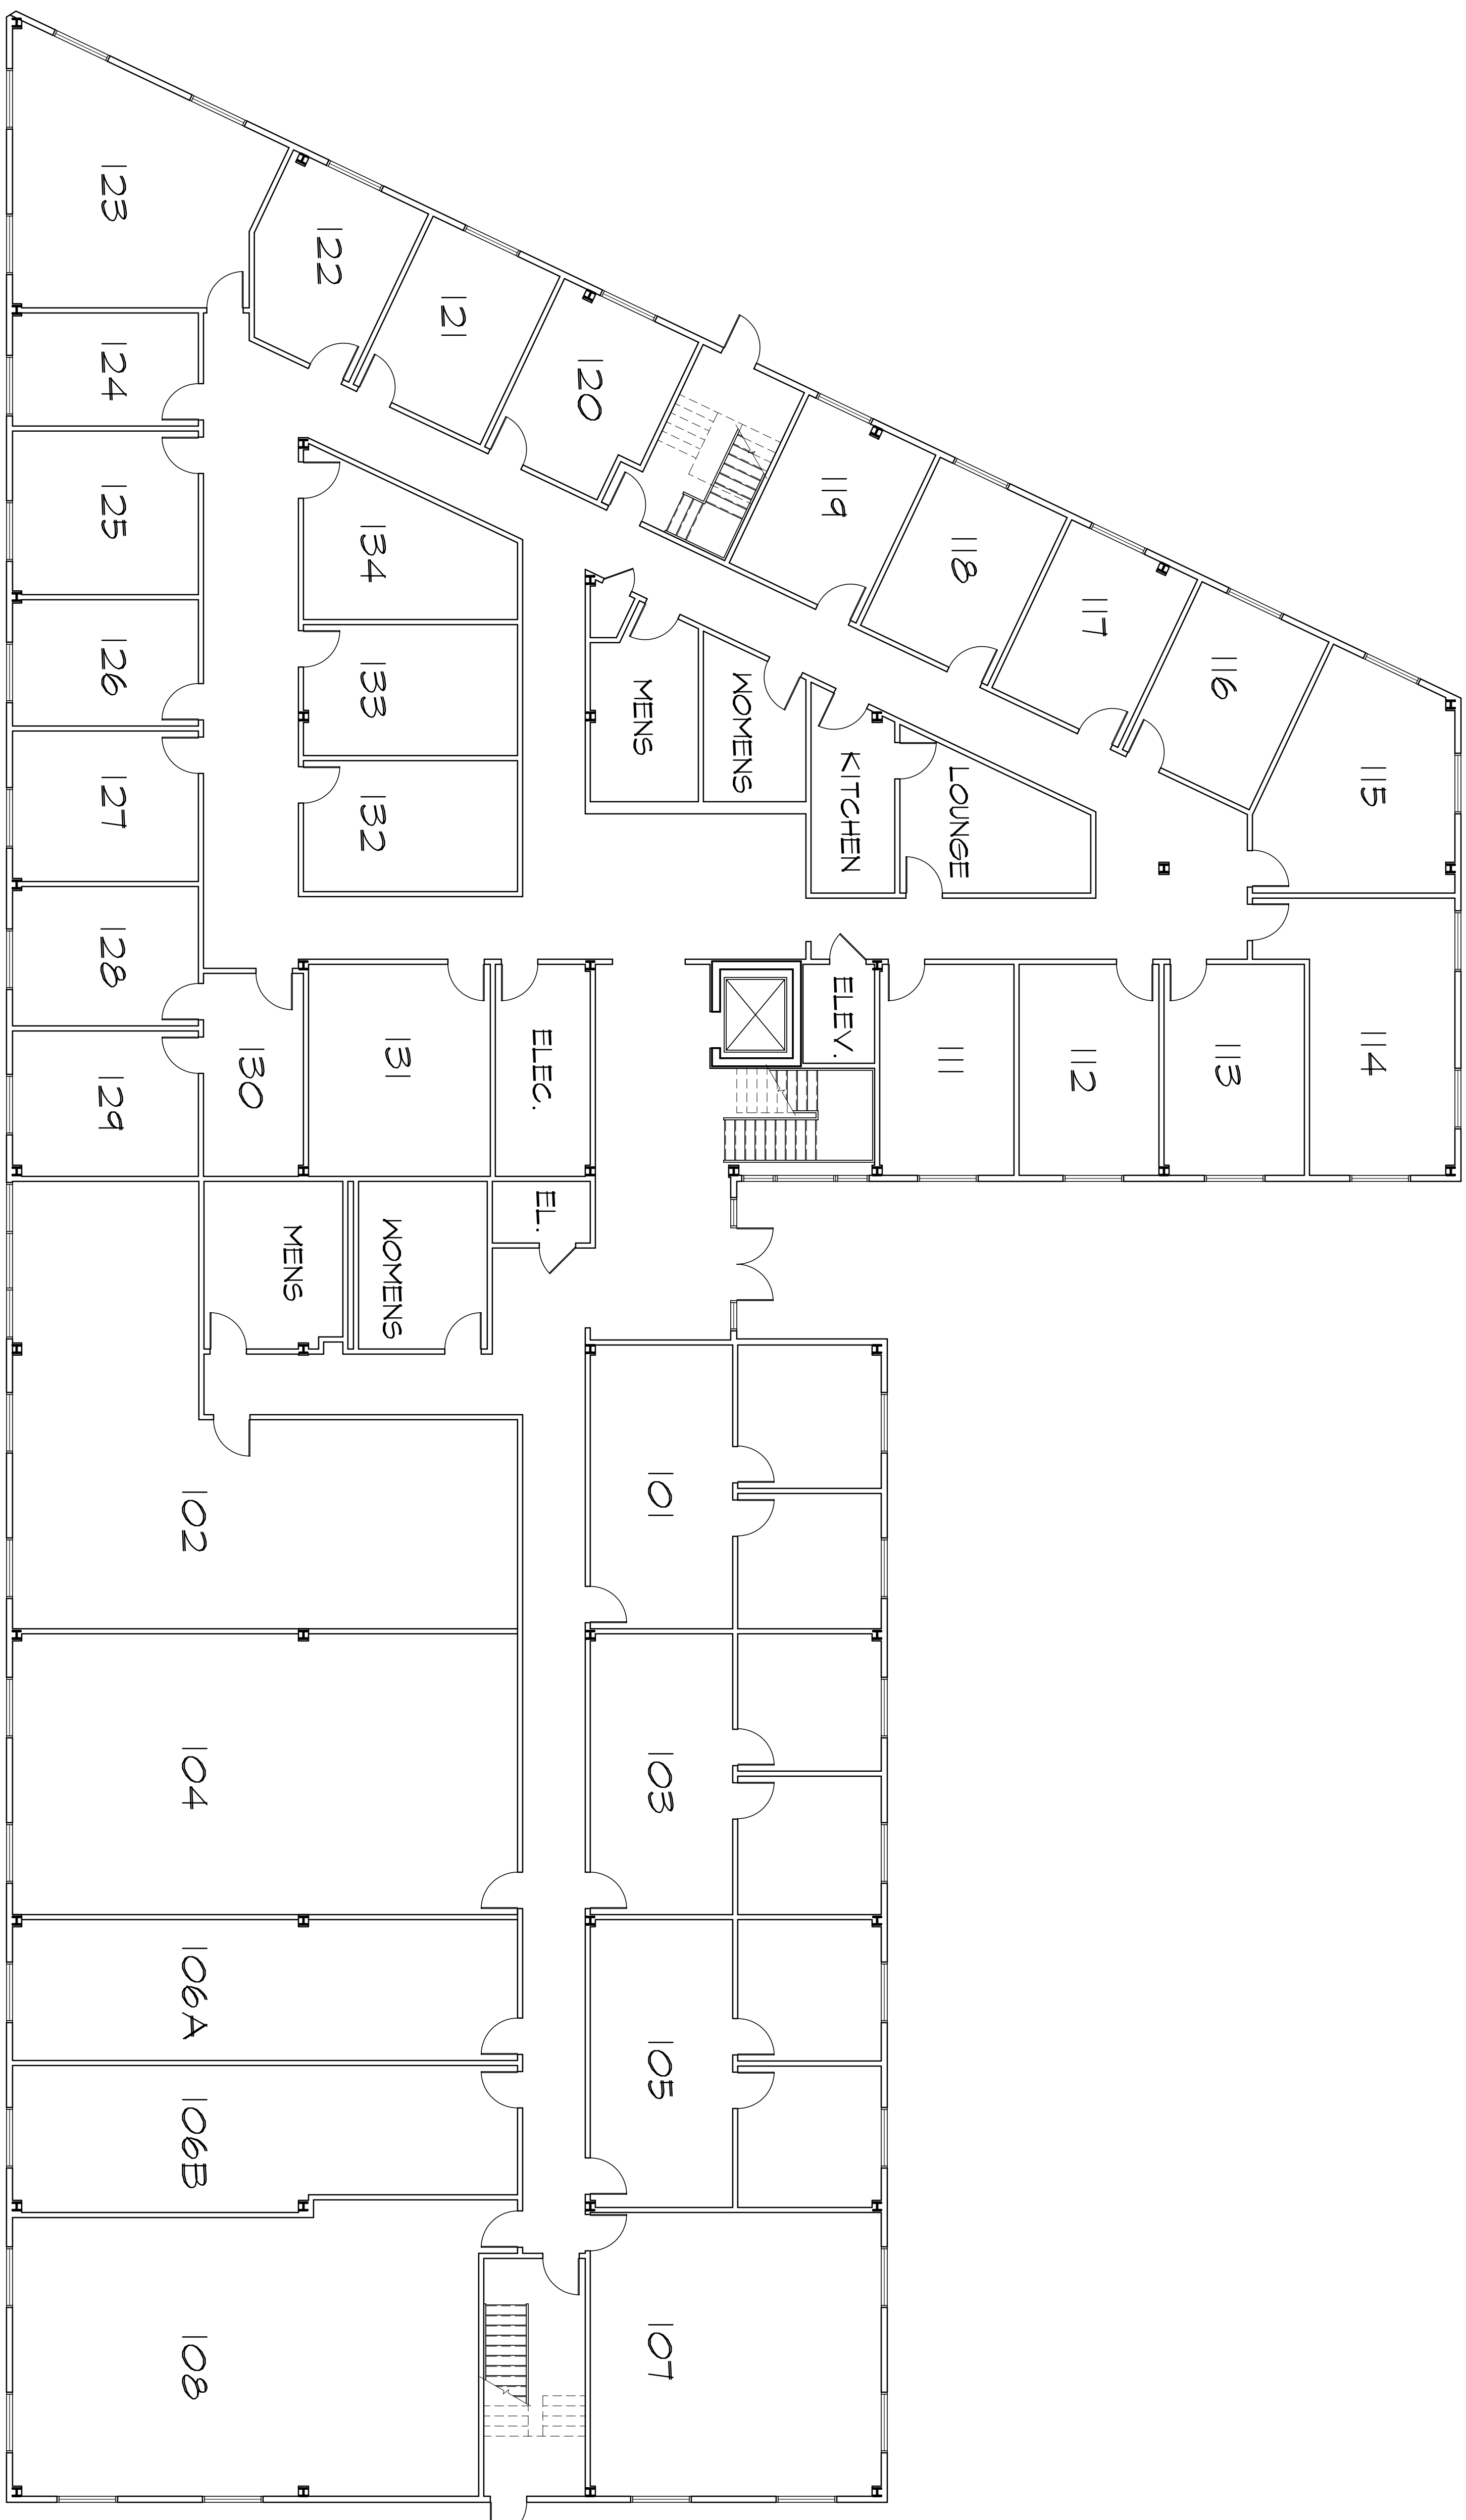 123
122
121
120
124
119
125
118
134
117
116
126
133
MENS
WOMENS
115
127
132
KITCHEN
LOUNGE
128
ELEV.
ELEC.
131
130
129
111
112
113
114
EL.
MENS
WOMENS
102
101
104
103
106A
105
106B
108
107